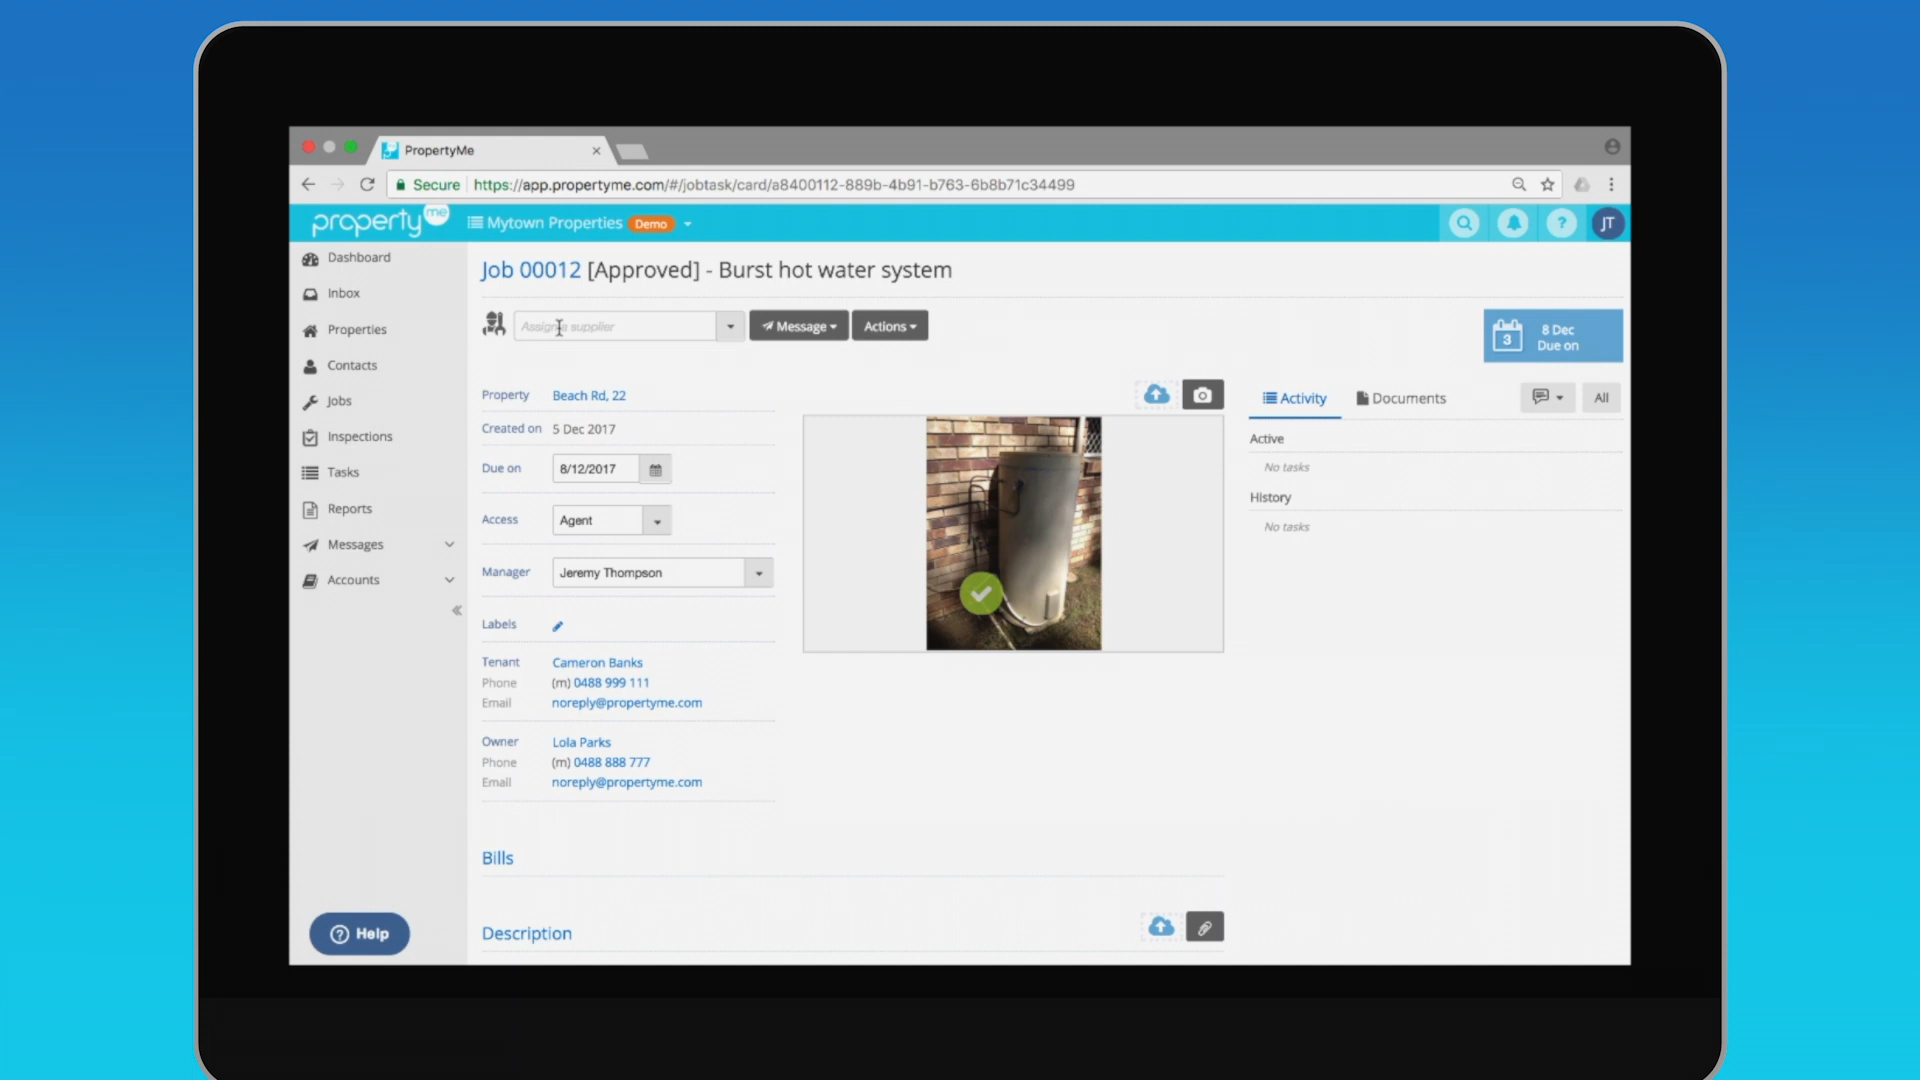 PropertyMe
Secure https://app.propertyme.com/#/jobtask/card/a8400112-889b-4b91-b763-6b8b71c34499
property me
Mytown Properties Demo
? JT
Dashboard
Inbox
Properties
Contacts
Jobs
Inspections
Tasks
Reports
Messages
Accounts
Help
Job 00012 [Approved] - Burst hot water system
Assign a supplier
Message
Actions
3 8 Dec
Due on
Property Beach Rd, 22
Created on 5 Dec 2017
Due on 8/12/2017
Access Agent
Manager Jeremy Thompson
Labels
Tenant Cameron Banks
Phone (m) 0488 999 111
Email noreply@propertyme.com
Owner Lola Parks
Phone (m) 0488 888 777
Email noreply@propertyme.com
Bills
Description
Activity Documents All
Active
No tasks
History
No tasks